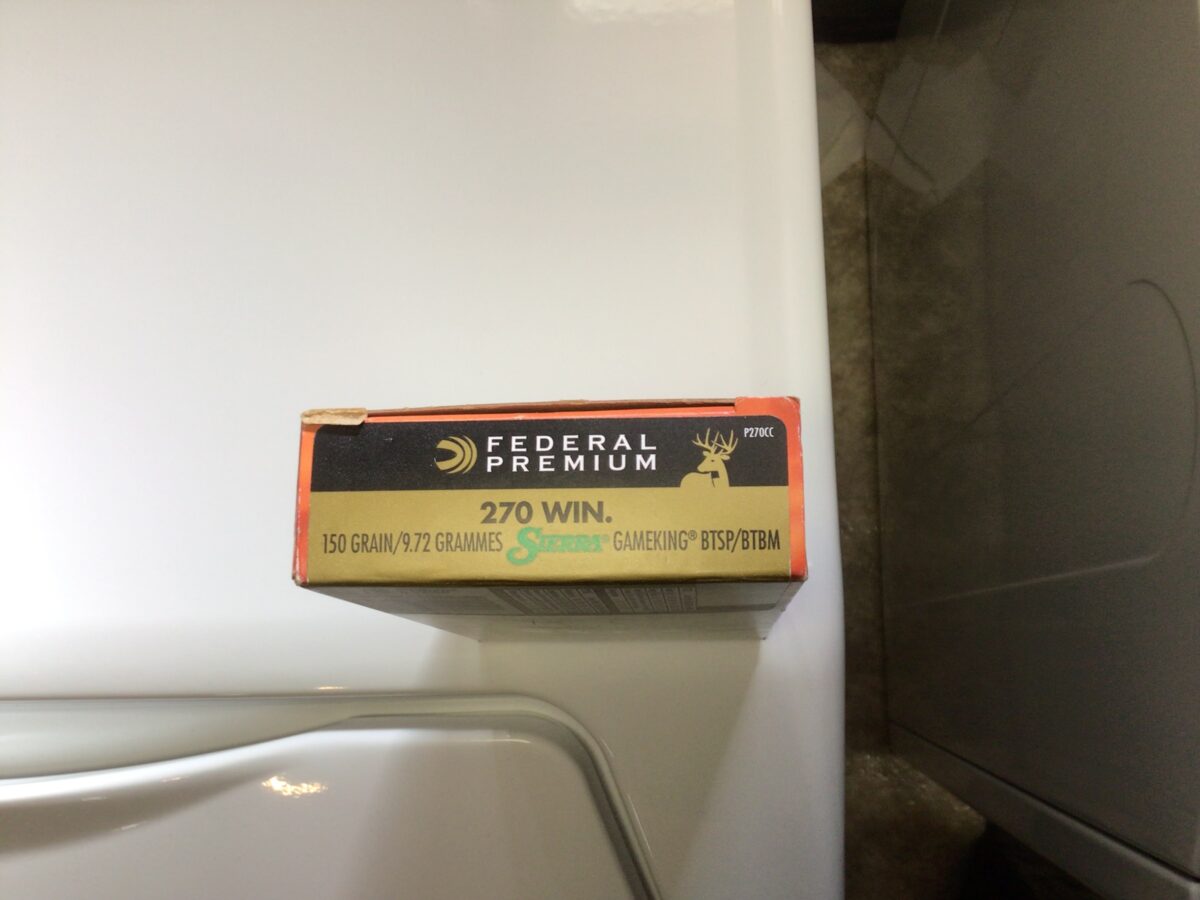 FEDERAL
PREMIUM
P270CC
270 WIN.
150 GRAIN/9.72 GRAMMES SIERRA® GAMEKING® BTSP/BTBM